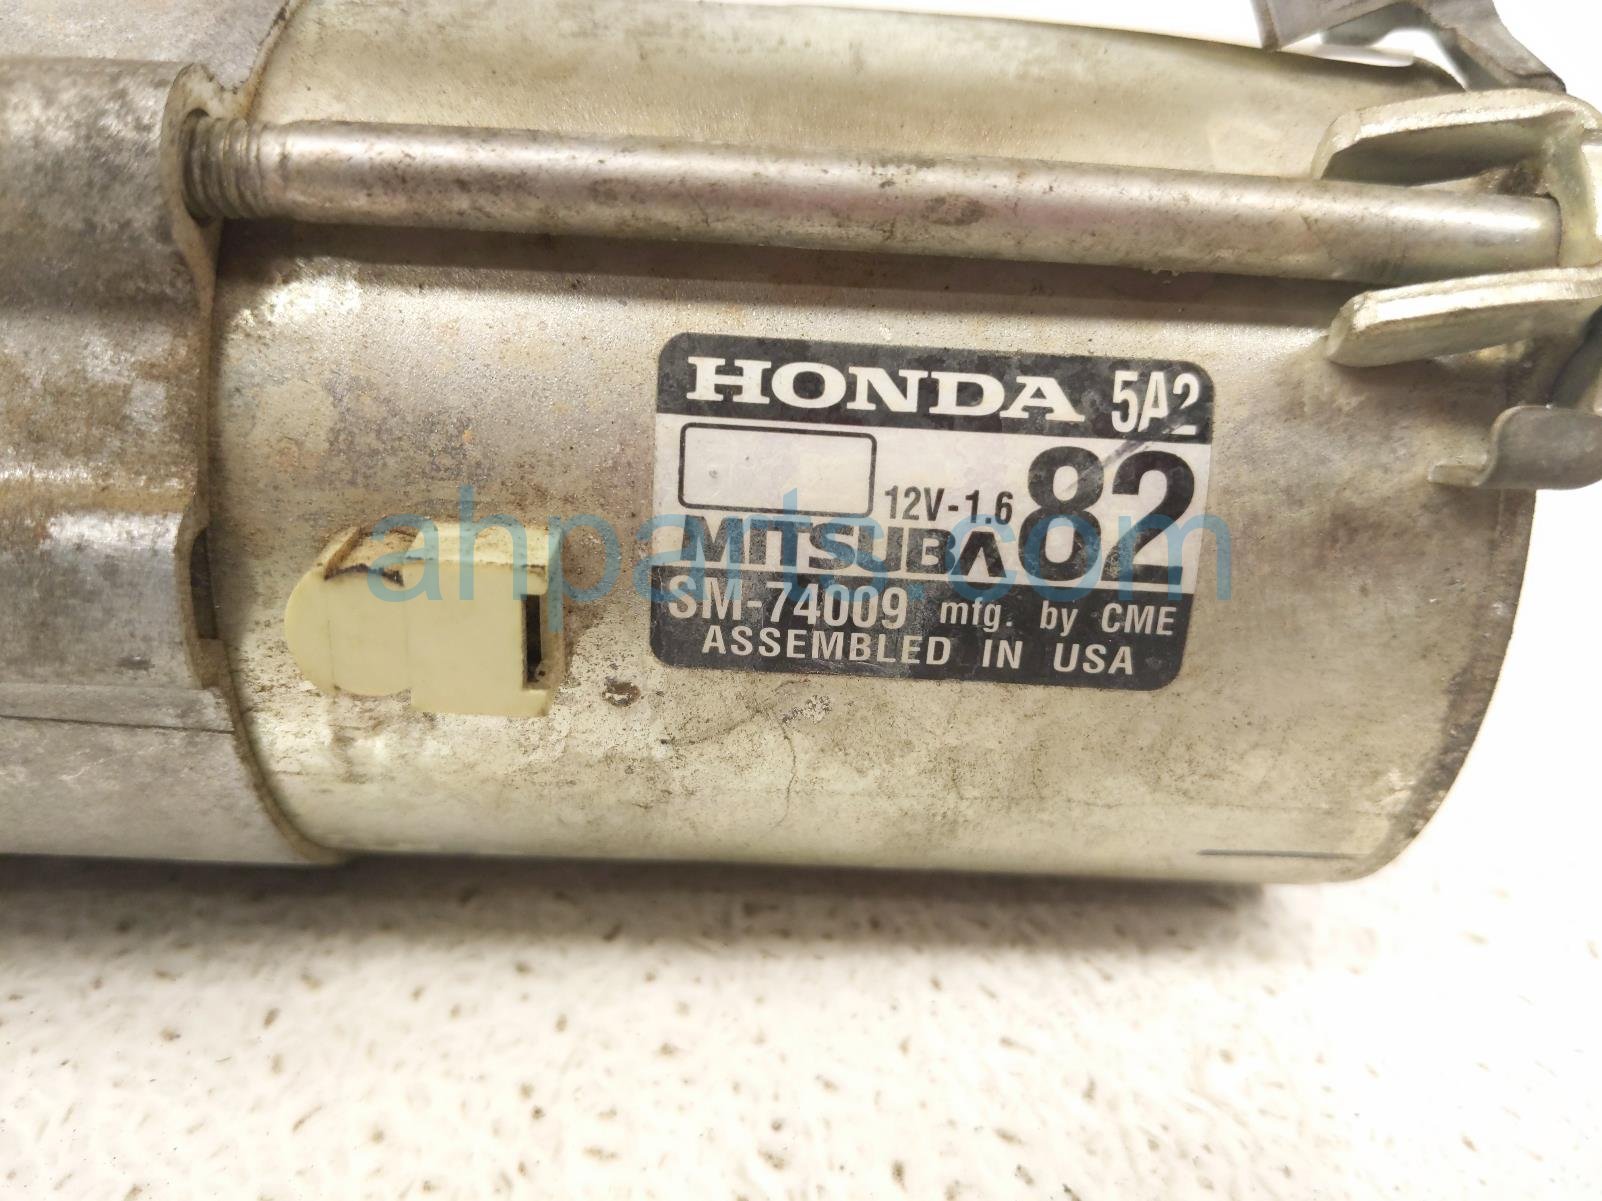 HONDA 5A2
12V-1.6 82
MITSUBA
SM-74009 mfg. by CME
ASSEMBLED IN USA
ahparts.com